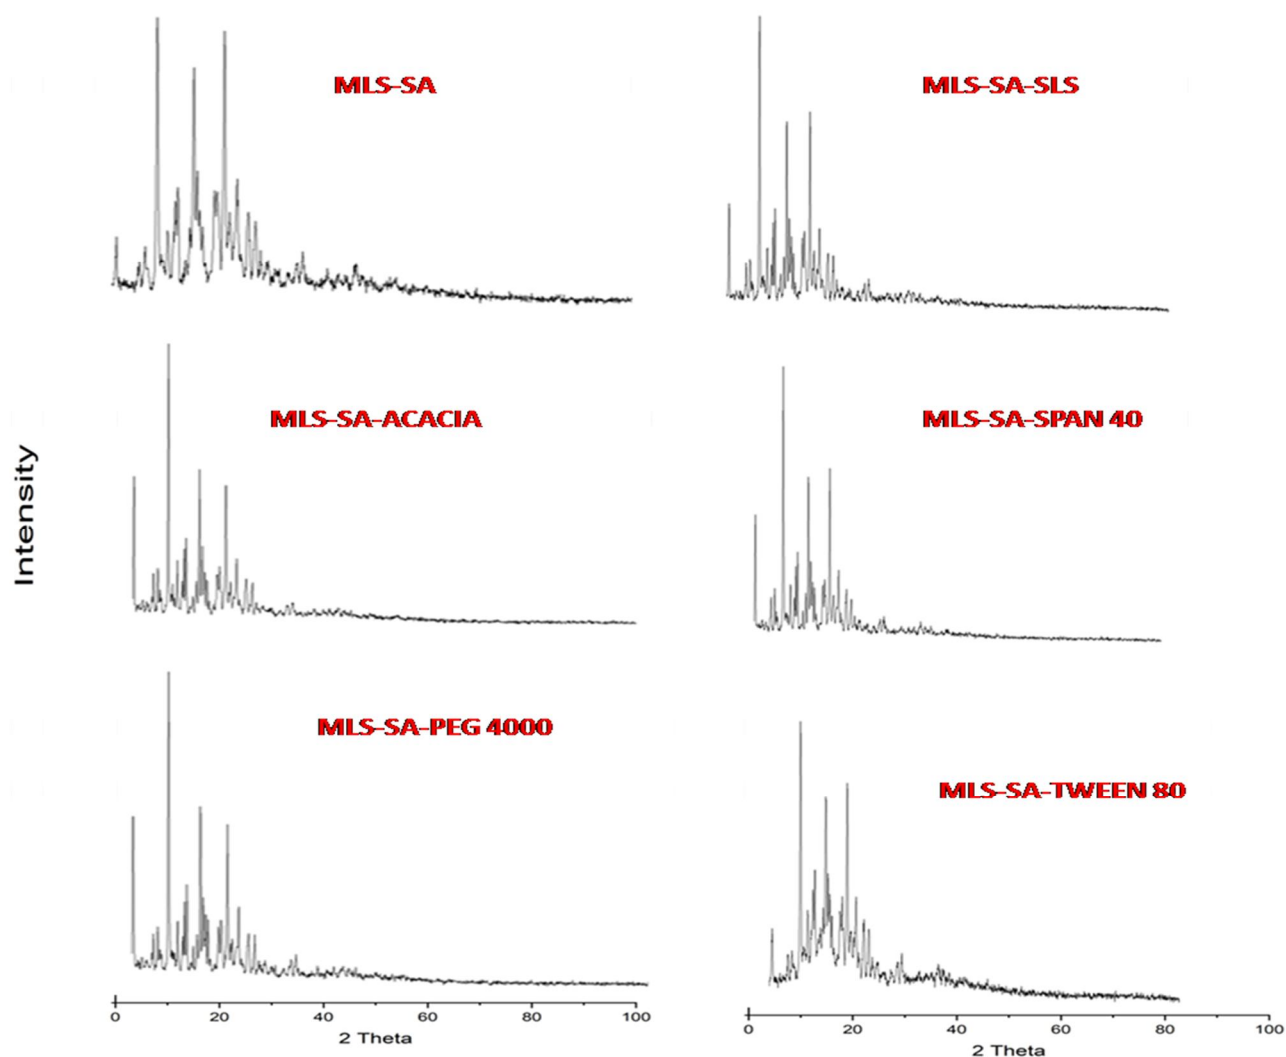 MLS-SA
MLS-SA-SLS
MLS-SA-ACACIA
MLS-SA-SPAN 40
Intensity
MLS-SA-PEG 4000
MLS-SA-TWEEN 80
0 20 40 60 80 100
2 Theta
0 20 40 60 80 100
2 Theta